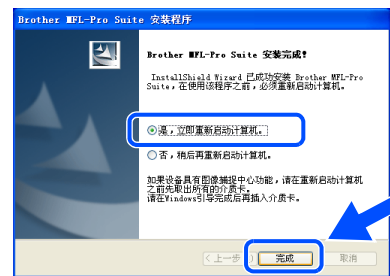 Brother MFL-Pro Suite 安装程序
Brother MFL-Pro Suite 安装完成!
InstallShield Wizard 已成功安装 Brother MFL-Pro
Suite，在使用该程序之前，必须重新启动计算机。
是，立即重新启动计算机。
否，稍后再重新启动计算机。
如果设备具有图像捕捉中心功能，请在重新启动计算机
之前先取出所有的介质卡。
请在Windows引导完成后再插入介质卡。
<上一步
完成
取消